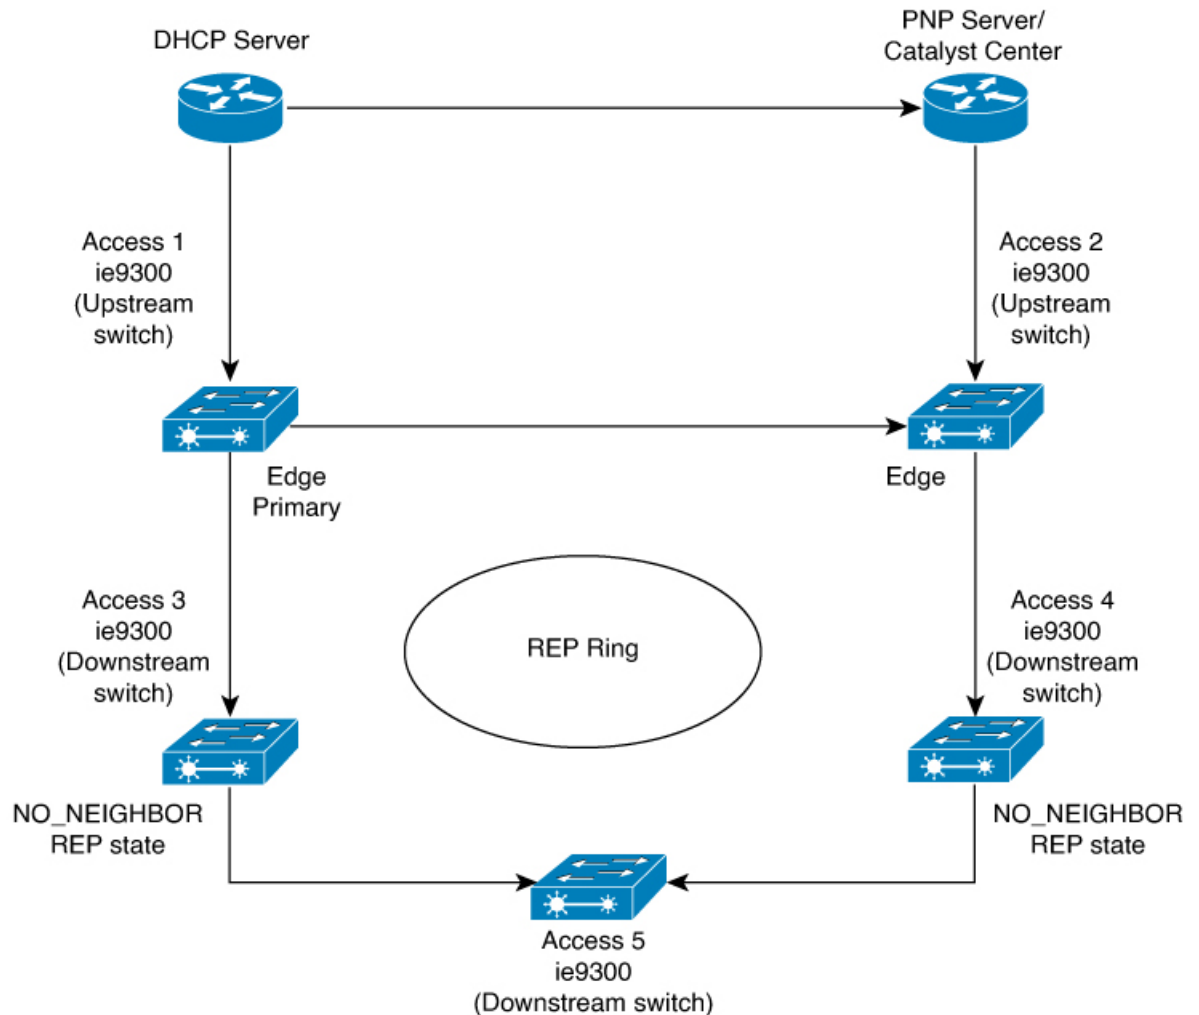 DHCP Server
PNP Server/
Catalyst Center
Access 1
ie9300
(Upstream
switch)
Access 2
ie9300
(Upstream
switch)
Edge
Primary
Edge
Access 3
ie9300
(Downstream
switch)
REP Ring
Access 4
ie9300
(Downstream
switch)
NO_NEIGHBOR
REP state
NO_NEIGHBOR
REP state
Access 5
ie9300
(Downstream switch)